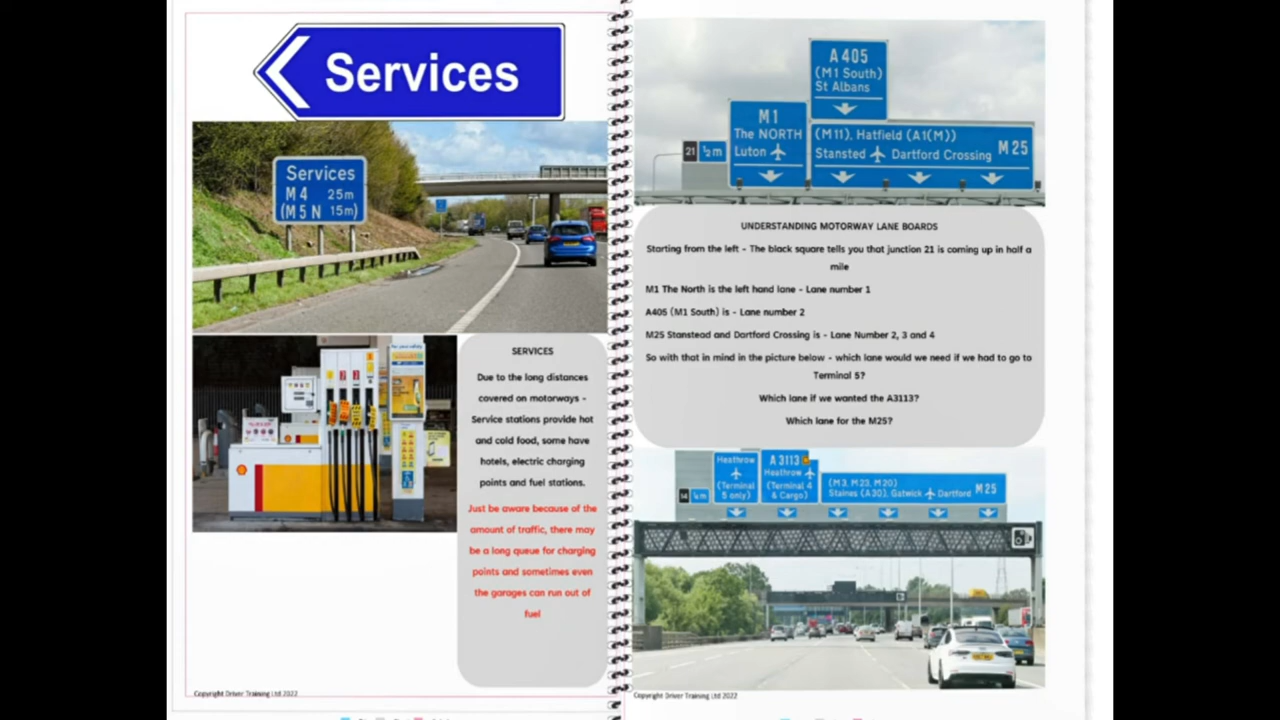 Services
Services
M4 25m
(M5 N 15m)
SERVICES
Due to the long distances
covered on motorways -
Service stations provide hot
and cold food, some have
hotels, electric charging
points and fuel stations.
Just be aware because of the
amount of traffic, there may
be a long queue for charging
points and sometimes even
the garages can run out of
fuel
Copyright Driver Training Ltd 2022
A405
(M1 South)
St Albans
21 ½m
M1
The NORTH
Luton
(M11), Hatfield (A1(M))
Stansted Dartford Crossing M25
UNDERSTANDING MOTORWAY LANE BOARDS
Starting from the left - The black square tells you that junction 21 is coming up in half a
mile
M1 The North is the left hand lane - Lane number 1
A405 (M1 South) is - Lane number 2
M25 Stanstead and Dartford Crossing is - Lane Number 2, 3 and 4
So with that in mind in the picture below - which lane would we need if we had to go to
Terminal 5?
Which lane if we wanted the A3113?
Which lane for the M25?
14
Heathrow
(Terminal
5 only)
A3113
Heathrow
(Terminal 4
& Cargo)
(M3, M23, M20)
Staines (A30), Gatwick Dartford M25
Copyright Driver Training Ltd 2022